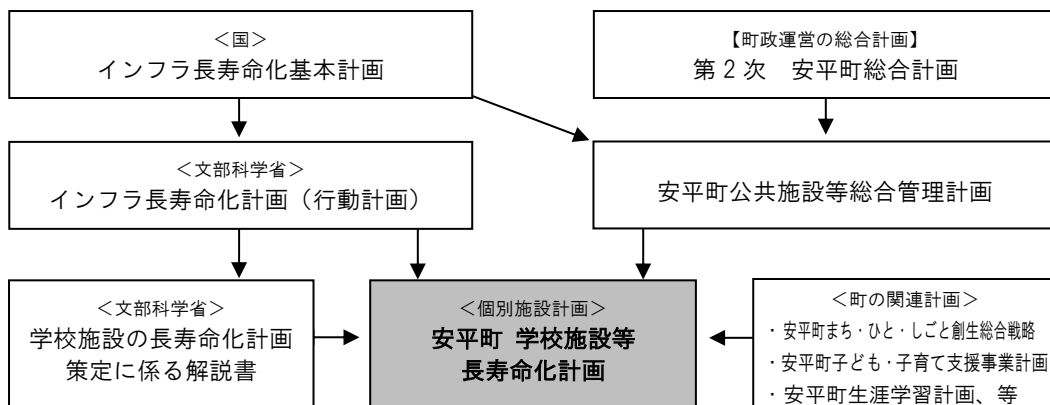 ＜国＞
インフラ長寿命化基本計画
【町政運営の総合計画】
第２次　安平町総合計画
＜文部科学省＞
インフラ長寿命化計画（行動計画）
安平町公共施設等総合管理計画
＜文部科学省＞
学校施設の長寿命化計画
策定に係る解説書
＜個別施設計画＞
安平町 学校施設等
長寿命化計画
＜町の関連計画＞
・安平町まち・ひと・しごと創生総合戦略
・安平町子ども・子育て支援事業計画
・安平町生涯学習計画、等